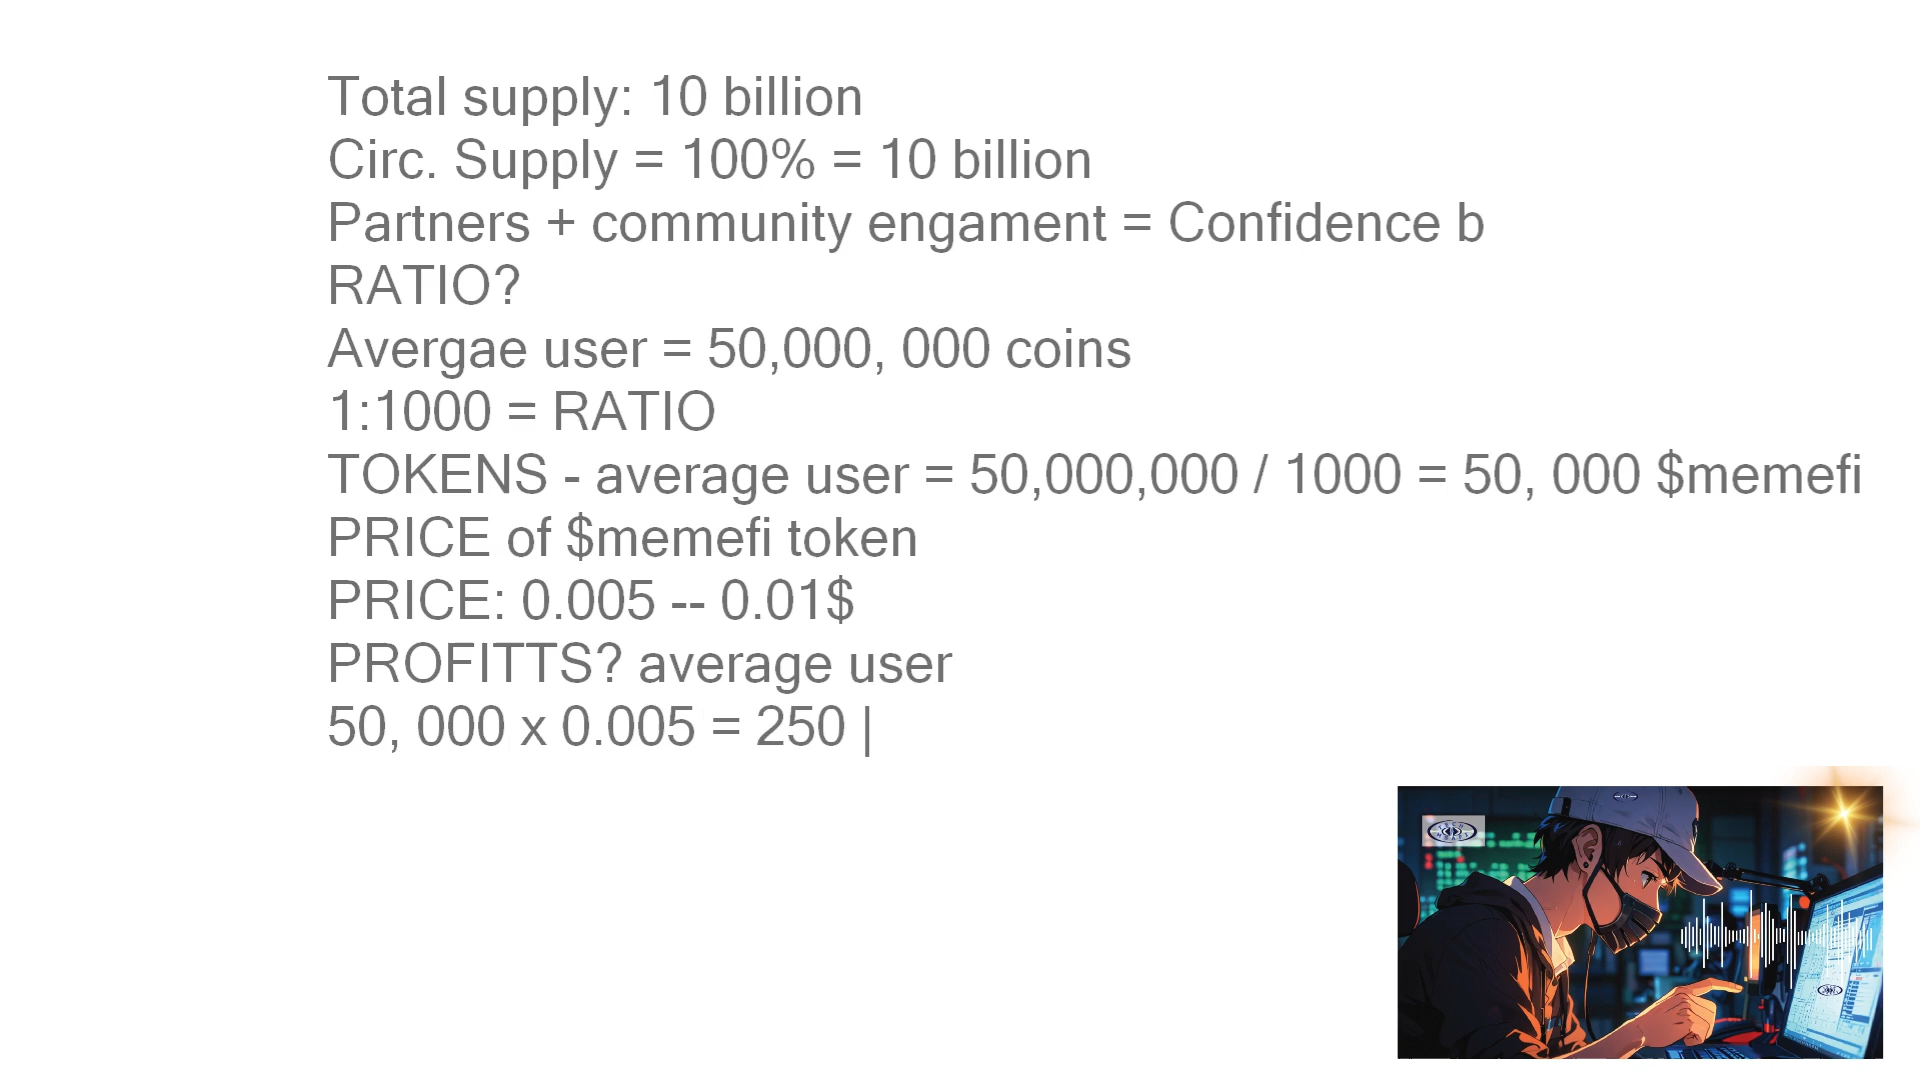 Total supply: 10 billion
Circ. Supply = 100% = 10 billion
Partners + community engament = Confidence b
RATIO?
Avergae user = 50,000, 000 coins
1:1000 = RATIO
TOKENS - average user = 50,000,000 / 1000 = 50, 000 $memefi
PRICE of $memefi token
PRICE: 0.005 -- 0.01$
PROFITTS? average user
50, 000 x 0.005 = 250 |